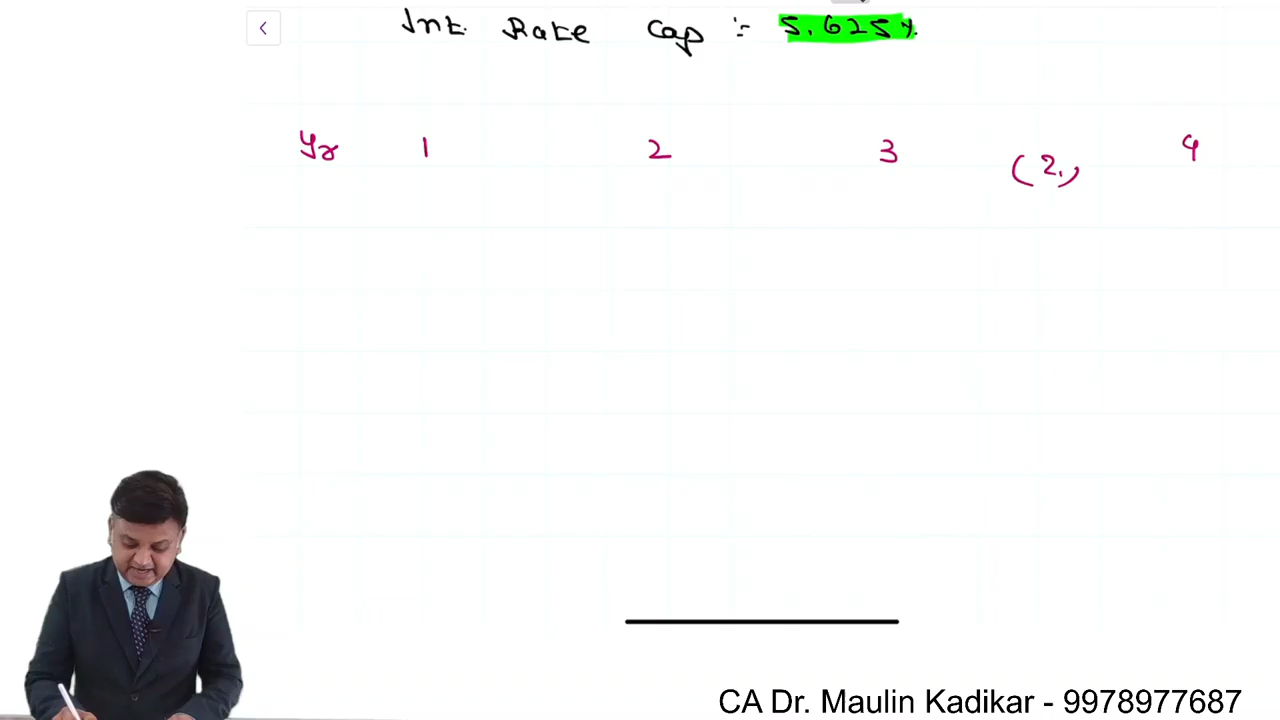 Int. Rate Cap :- 5.625%.
Yr 1 2 3 (2.) 4
CA Dr. Maulin Kadikar - 9978977687